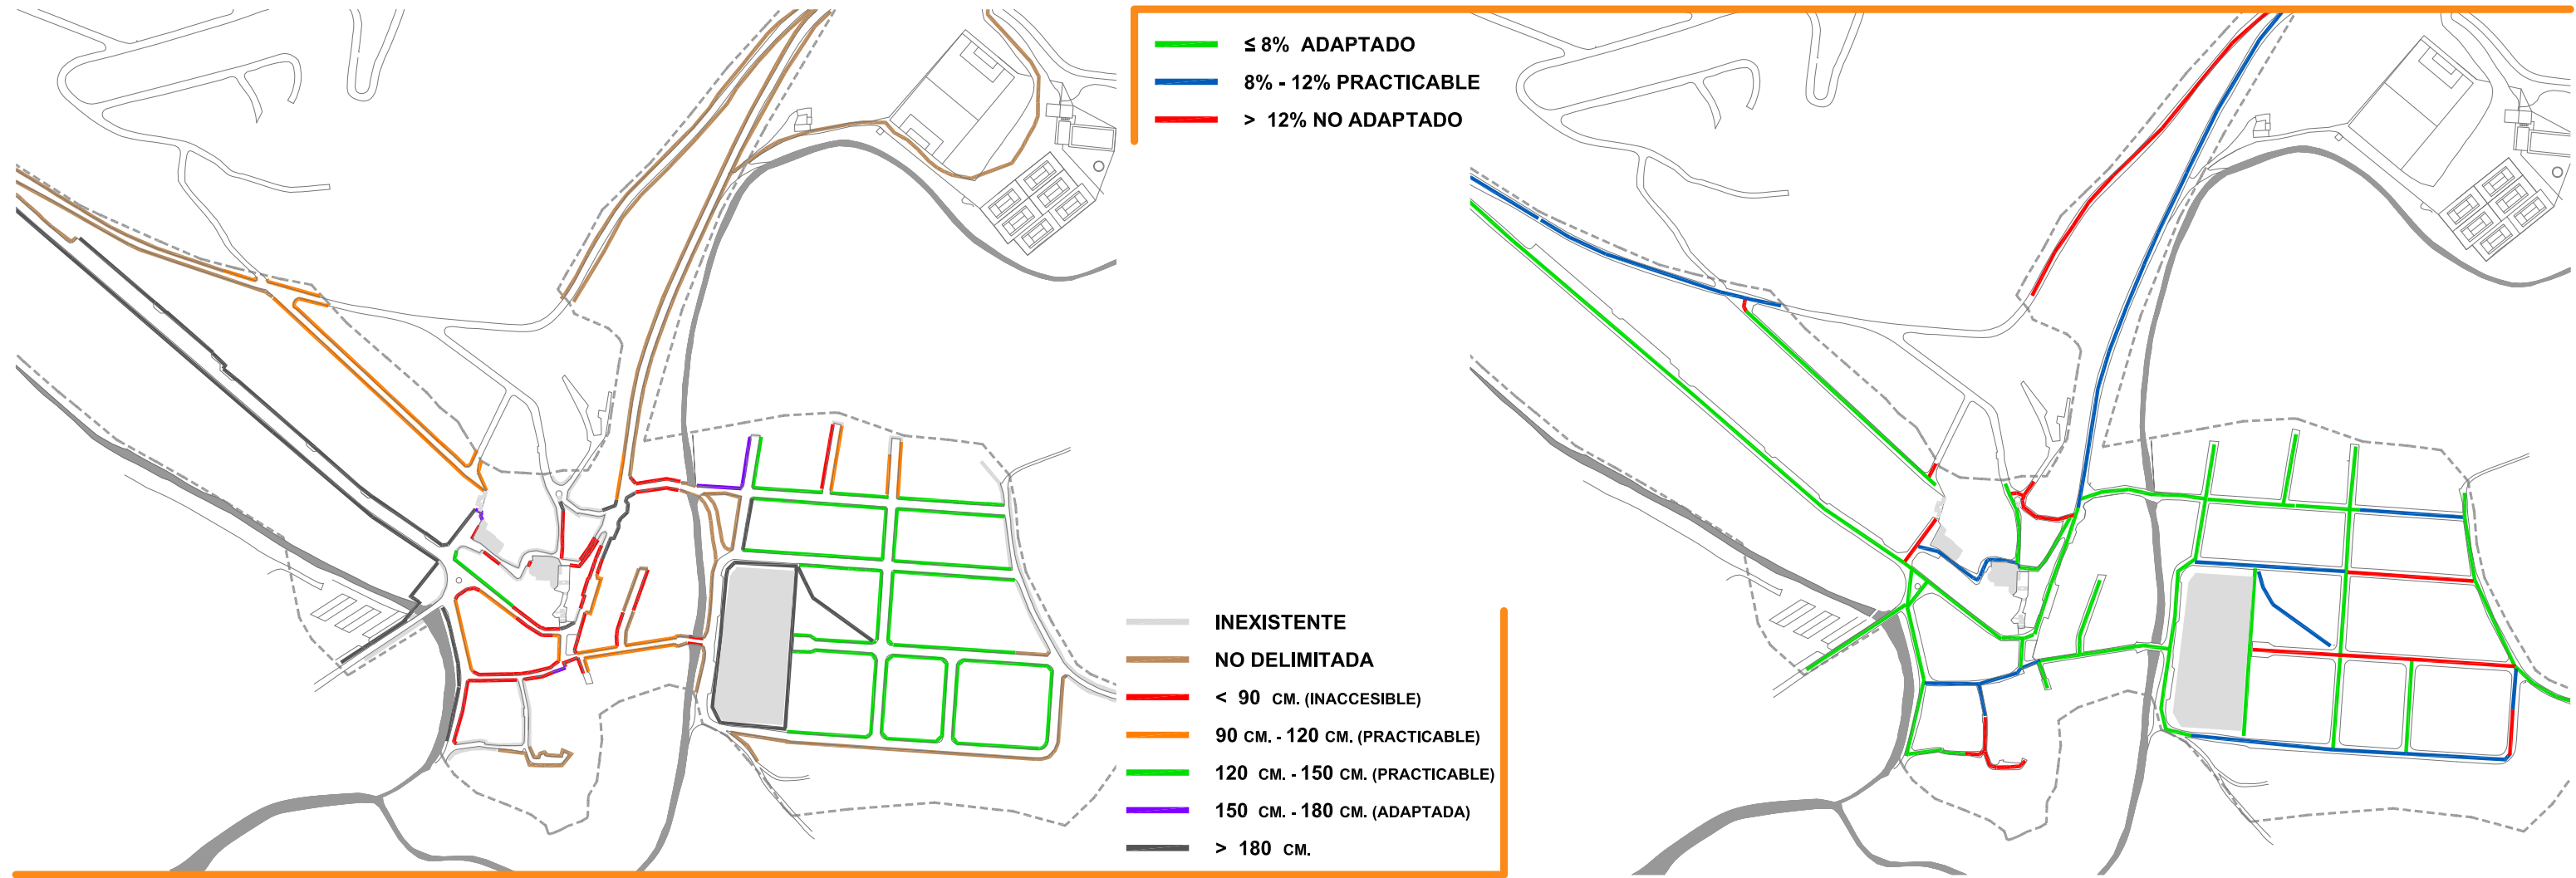 ≤ 8% ADAPTADO
8% - 12% PRACTICABLE
> 12% NO ADAPTADO
INEXISTENTE
NO DELIMITADA
< 90 CM. (INACCESIBLE)
90 CM. - 120 CM. (PRACTICABLE)
120 CM. - 150 CM. (PRACTICABLE)
150 CM. - 180 CM. (ADAPTADA)
> 180 CM.